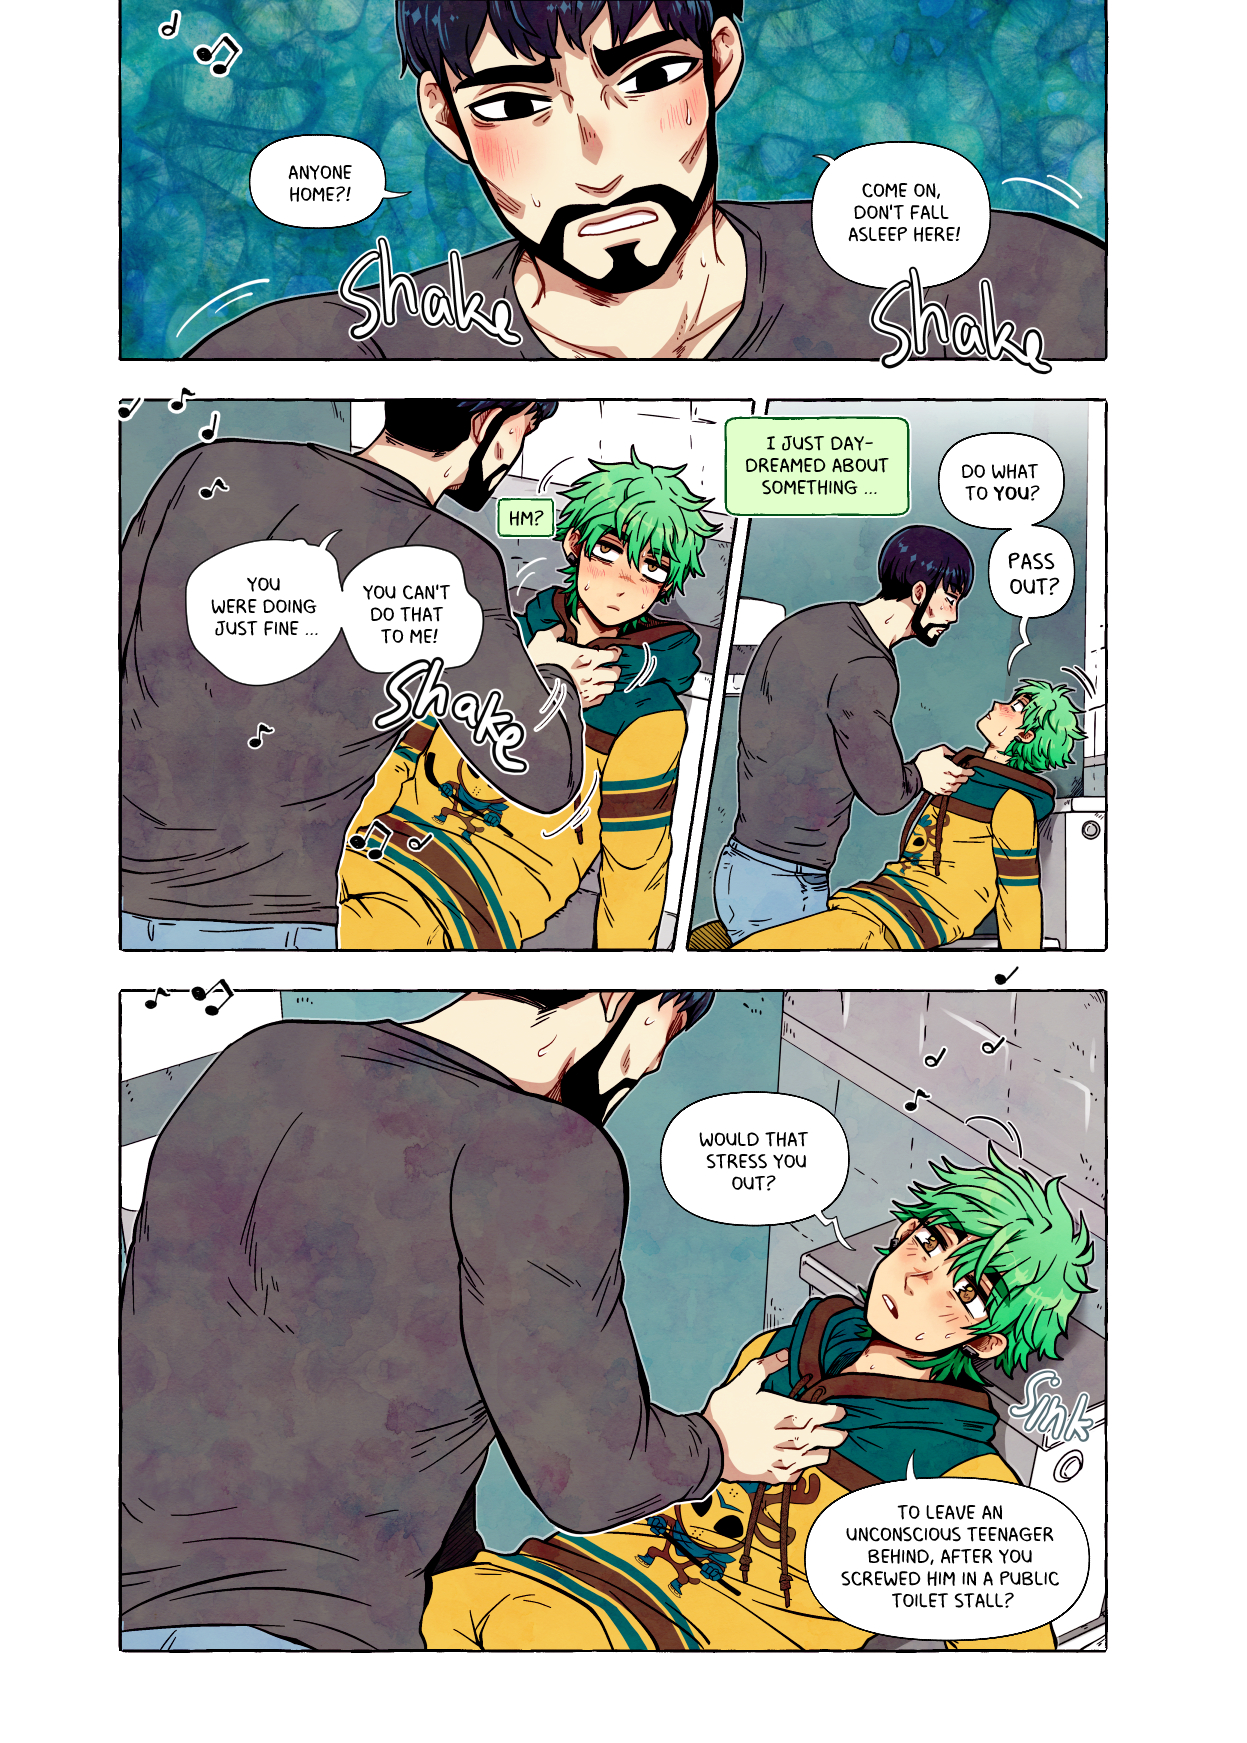 ANYONE
HOME?!
COME ON,
DON'T FALL
ASLEEP HERE!
Shake
Shake
HM?
YOU
WERE DOING
JUST FINE ...
YOU CAN'T
DO THAT
TO ME!
Shake
I JUST DAY-
DREAMED ABOUT
SOMETHING ...
DO WHAT
TO YOU?
PASS
OUT?
WOULD THAT
STRESS YOU
OUT?
Sink
TO LEAVE AN
UNCONSCIOUS TEENAGER
BEHIND, AFTER YOU
SCREWED HIM IN A PUBLIC
TOILET STALL?